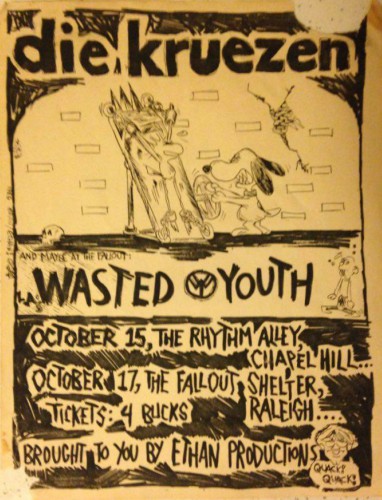 die kruezen
AND MAYBE AT THE FALLOUT:
WASTED YOUTH
OCTOBER 15, THE RHYTHM ALLEY,
CHAPEL HILL...
OCTOBER 17, THE FALLOUT SHELTER,
RALEIGH....
TICKETS: 4 BUCKS
BROUGHT TO YOU BY ETHAN PRODUCTIONS
QUACK!
QUACK!